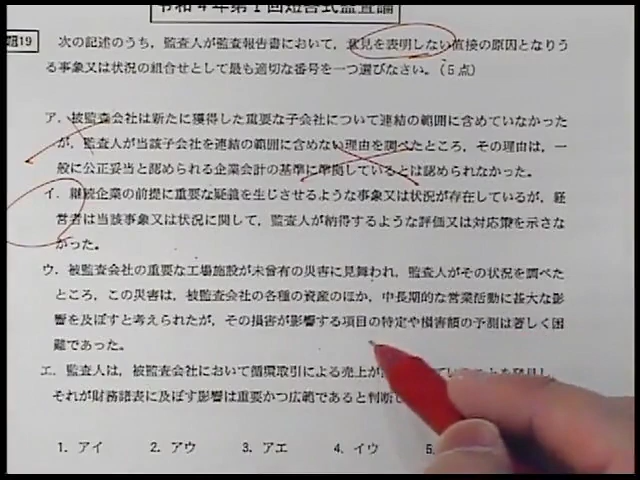 令和4年第1回短答式監査論
題19 次の記述のうち，監査人が監査報告書において，意見を表明しない直接の原因となりう
る事象又は状況の組合せとして最も適切な番号を一つ選びなさい。（5点）
ア．被監査会社は新たに獲得した重要な子会社について連結の範囲に含めていなかった
が，監査人が当該子会社を連結の範囲に含めない理由を調べたところ，その理由は，一
般に公正妥当と認められる企業会計の基準に準拠しているとは認められなかった。
イ．継続企業の前提に重要な疑義を生じさせるような事象又は状況が存在しているが，経
営者は当該事象又は状況に関して，監査人が納得するような評価又は対応策を示さな
かった。
ウ．被監査会社の重要な工場施設が未曾有の災害に見舞われ，監査人がその状況を調べた
ところ，この災害は，被監査会社の各種の資産のほか，中長期的な営業活動に甚大な影
響を及ぼすと考えられたが，その損害が影響する項目の特定や損害額の予測は著しく困
難であった。
エ．監査人は，被監査会社において循環取引による売上が
それが財務諸表に及ぼす影響は重要かつ広範であると判断し
1．アイ 2．アウ 3．アエ 4．イウ 5．